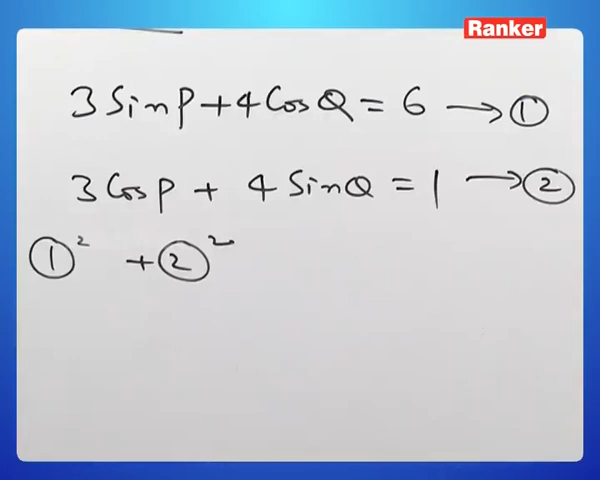 Ranker
3 Sin P + 4 Cos Q = 6 → ①
3 Cos P + 4 Sin Q = 1 → ②
①² + ②²